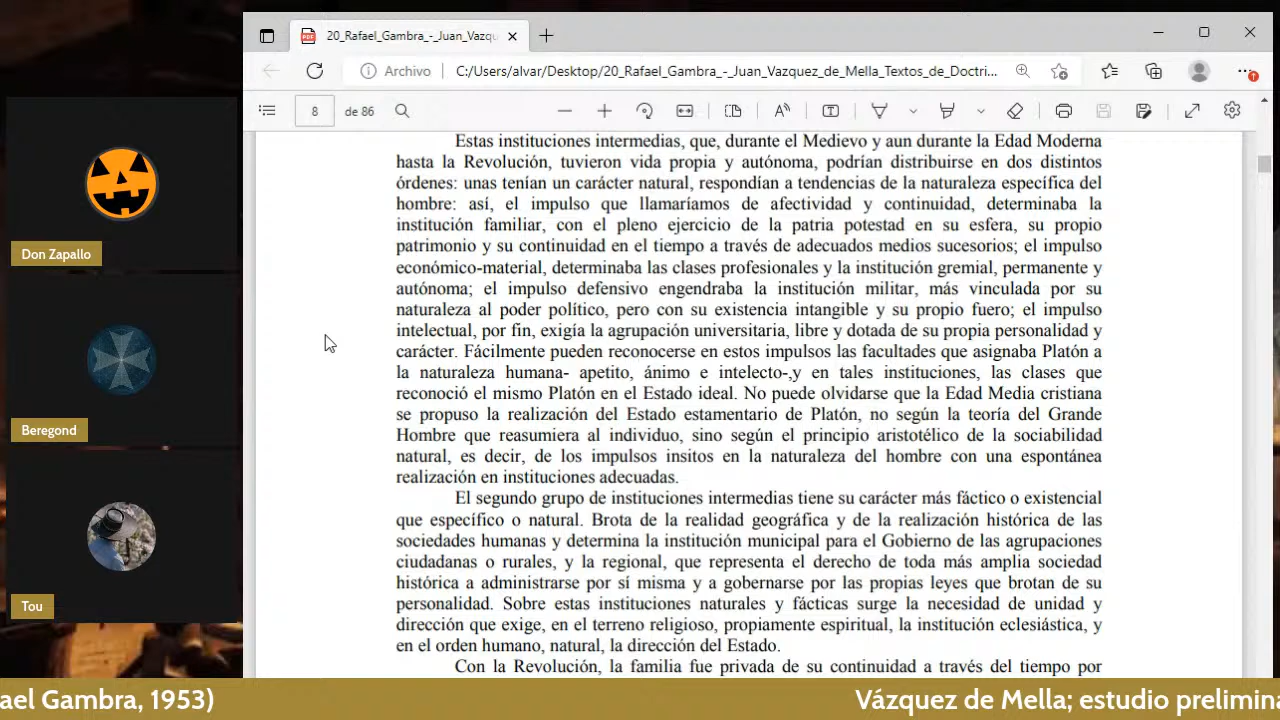 20_Rafael_Gambra_-_Juan_Vazqu
Archivo
C:/Users/alvar/Desktop/20_Rafael_Gambra_-_Juan_Vazquez_de_Mella_Textos_de_Doctri...
8 de 86
Estas instituciones intermedias, que, durante el Medievo y aun durante la Edad Moderna
hasta la Revolución, tuvieron vida propia y autónoma, podrían distribuirse en dos distintos
órdenes: unas tenían un carácter natural, respondían a tendencias de la naturaleza específica del
hombre: así, el impulso que llamaríamos de afectividad y continuidad, determinaba la
institución familiar, con el pleno ejercicio de la patria potestad en su esfera, su propio
patrimonio y su continuidad en el tiempo a través de adecuados medios sucesorios; el impulso
económico-material, determinaba las clases profesionales y la institución gremial, permanente y
autónoma; el impulso defensivo engendraba la institución militar, más vinculada por su
naturaleza al poder político, pero con su existencia intangible y su propio fuero; el impulso
intelectual, por fin, exigía la agrupación universitaria, libre y dotada de su propia personalidad y
carácter. Fácilmente pueden reconocerse en estos impulsos las facultades que asignaba Platón a
la naturaleza humana- apetito, ánimo e intelecto-,y en tales instituciones, las clases que
reconoció el mismo Platón en el Estado ideal. No puede olvidarse que la Edad Media cristiana
se propuso la realización del Estado estamentario de Platón, no según la teoría del Grande
Hombre que reasumiera al individuo, sino según el principio aristotélico de la sociabilidad
natural, es decir, de los impulsos insitos en la naturaleza del hombre con una espontánea
realización en instituciones adecuadas.
El segundo grupo de instituciones intermedias tiene su carácter más fáctico o existencial
que específico o natural. Brota de la realidad geográfica y de la realización histórica de las
sociedades humanas y determina la institución municipal para el Gobierno de las agrupaciones
ciudadanas o rurales, y la regional, que representa el derecho de toda más amplia sociedad
histórica a administrarse por sí misma y a gobernarse por las propias leyes que brotan de su
personalidad. Sobre estas instituciones naturales y fácticas surge la necesidad de unidad y
dirección que exige, en el terreno religioso, propiamente espiritual, la institución eclesiástica, y
en el orden humano, natural, la dirección del Estado.
Con la Revolución, la familia fue privada de su continuidad a través del tiempo por
Don Zapallo
Beregond
Tou
ael Gambra, 1953)
Vázquez de Mella; estudio prelimina